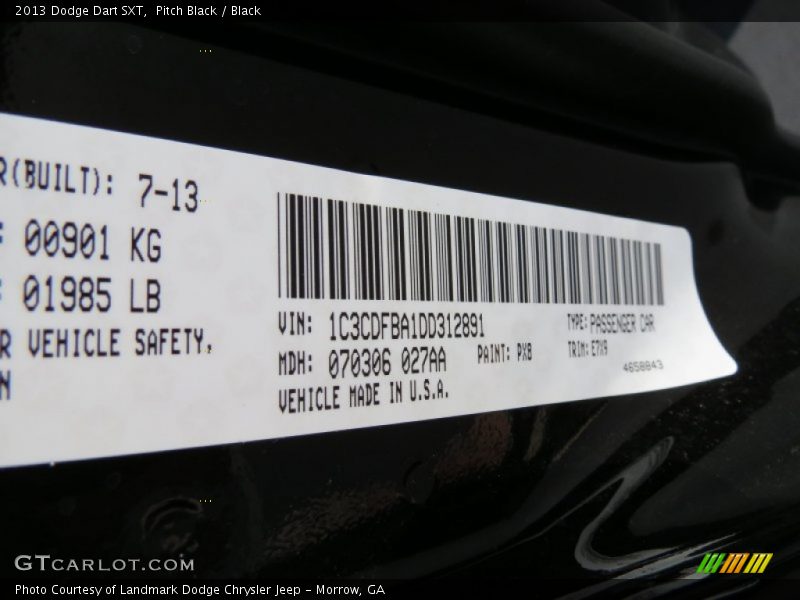 2013 Dodge Dart SXT,  Pitch Black / Black
R(BUILT): 7-13
: 00901 KG
: 01985 LB
R VEHICLE SAFETY,
N
VIN: 1C3CDFBA1DD312891
TYPE: PASSENGER CAR
MDH: 070306 027AA
PAINT: PX8
TRIM: E7X9
VEHICLE MADE IN U.S.A.
4658843
GTCARLOT.COM
Photo Courtesy of Landmark Dodge Chrysler Jeep - Morrow, GA